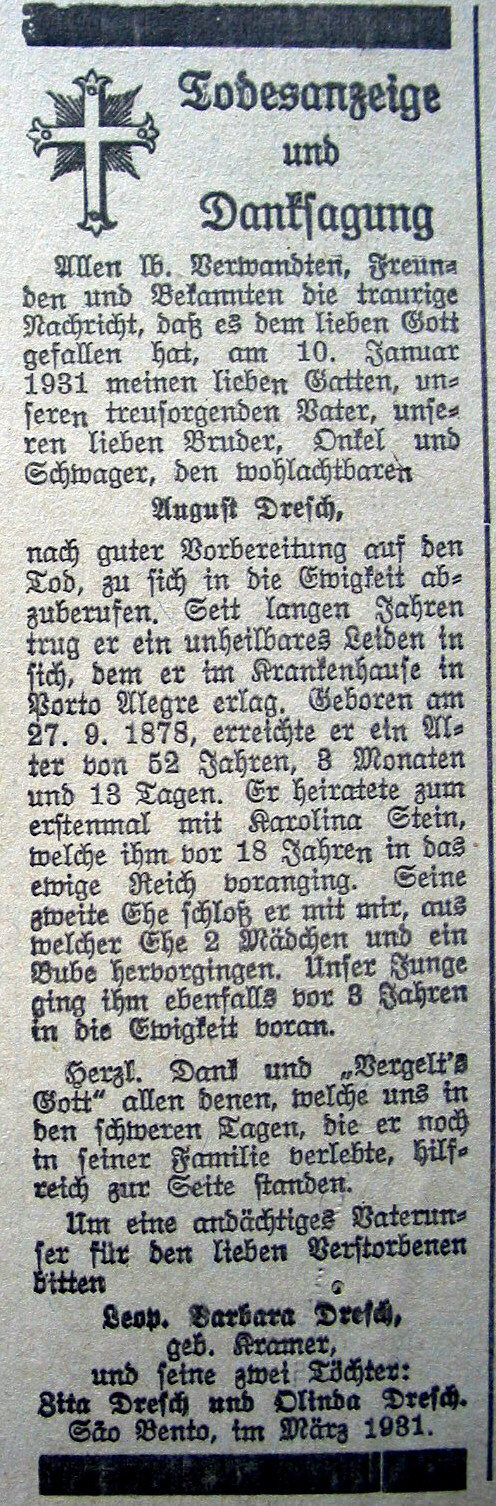 Todesanzeige
und
Danksagung
Allen lb. Verwandten, Freun-
den und Bekannten die traurige
Nachricht, daß es dem lieben Gott
gefallen hat, am 10. Januar
1931 meinen lieben Gatten, un-
seren treusorgenden Vater, unse-
ren lieben Bruder, Onkel und
Schwager, den wohlachtbaren
August Dresch,
nach guter Vorbereitung auf den
Tod, zu sich in die Ewigkeit ab-
zuberufen. Seit langen Jahren
trug er ein unheilbares Leiden in
sich, dem er im Krankenhause in
Porto Alegre erlag. Geboren am
27. 9. 1878, erreichte er ein Al-
ter von 52 Jahren, 3 Monaten
und 13 Tagen. Er heiratete zum
erstenmal mit Karolina Stein,
welche ihm vor 18 Jahren in das
ewige Reich voranging. Seine
zweite Ehe schloß er mit mir, aus
welcher Ehe 2 Mädchen und ein
Bube hervorgingen. Unser Junge
ging ihm ebenfalls vor 3 Jahren
in die Ewigkeit voran.
Herzl. Dank und „Vergelt's
Gott“ allen denen, welche uns in
den schweren Tagen, die er noch
in seiner Familie verlebte, hilf-
reich zur Seite standen.
Um eine andächtiges Vaterun-
ser für den lieben Verstorbenen
bitten
Leop. Barbara Dresch,
geb. Kramer,
und seine zwei Töchter:
Zita Dresch und Olinda Dresch.
São Bento, im März 1931.